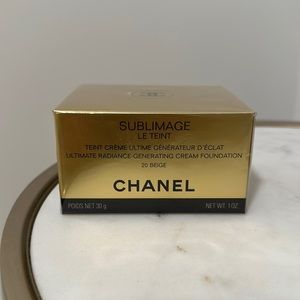 SUBLIMAGE
LE TEINT
TEINT CRÈME ULTIME GÉNÉRATEUR D'ÉCLAT
ULTIMATE RADIANCE GENERATING CREAM FOUNDATION
20 BEIGE
CHANEL
POIDS NET 30 g NET WT. 1 OZ.